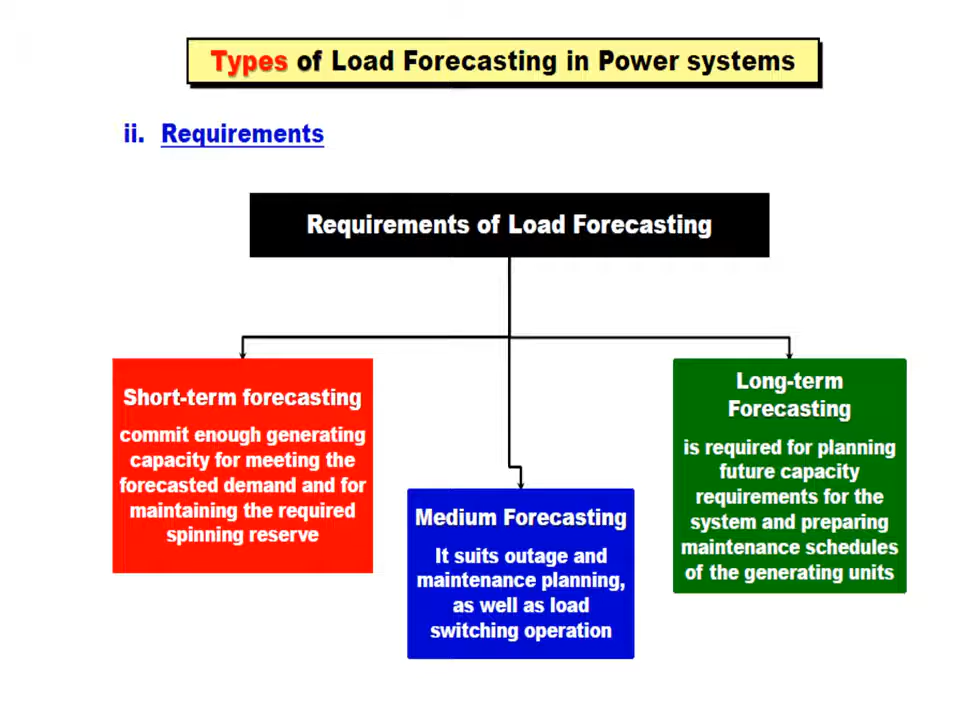 Types of Load Forecasting in Power systems
ii. Requirements
Requirements of Load Forecasting
Short-term forecasting
commit enough generating
capacity for meeting the
forecasted demand and for
maintaining the required
spinning reserve
Medium Forecasting
It suits outage and
maintenance planning,
as well as load
switching operation
Long-term
Forecasting
is required for planning
future capacity
requirements for the
system and preparing
maintenance schedules
of the generating units